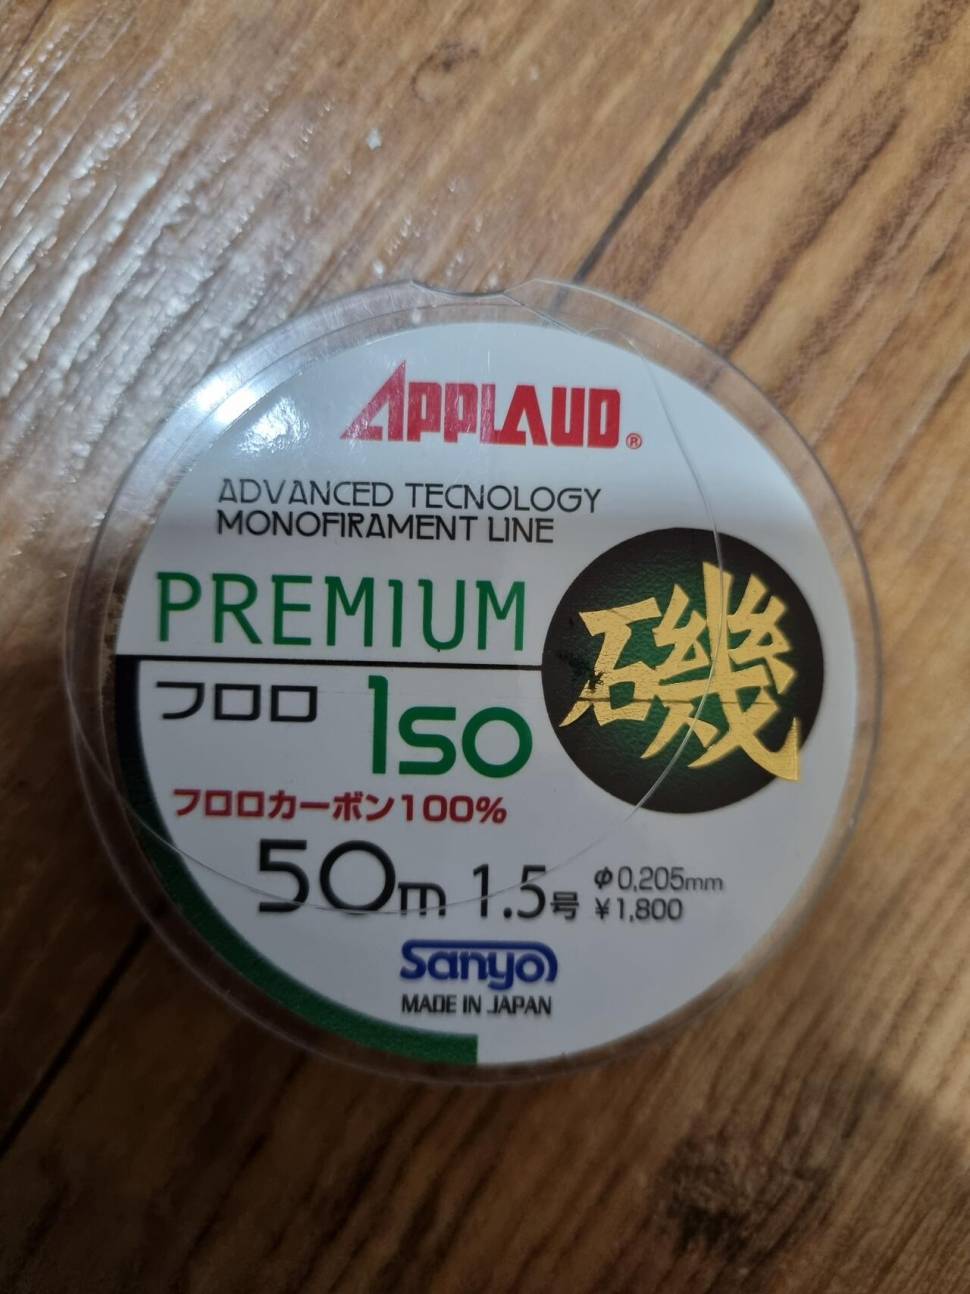 APPLAUD®
ADVANCED TECNOLOGY
MONOFIRAMENT LINE
PREMIUM
フロロ Iso
磯
フロロカーボン100%
50m 1.5号 φ0.205mm
¥1,800
Sanyo
MADE IN JAPAN